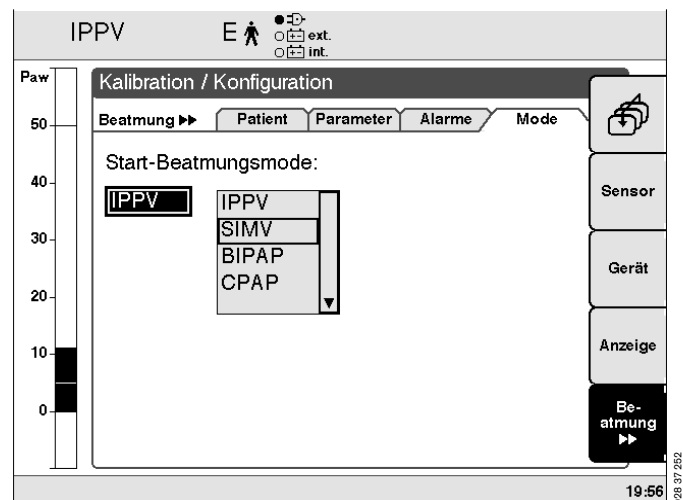 IPPV E
ext.
int.
Paw
50
40
30
20
10
0
Kalibration / Konfiguration
Beatmung ▶▶ Patient Parameter Alarme Mode
Start-Beatmungsmode:
IPPV
IPPV
SIMV
BIPAP
CPAP
Sensor
Gerät
Anzeige
Be-
atmung
▶▶
19:56
28 37 252